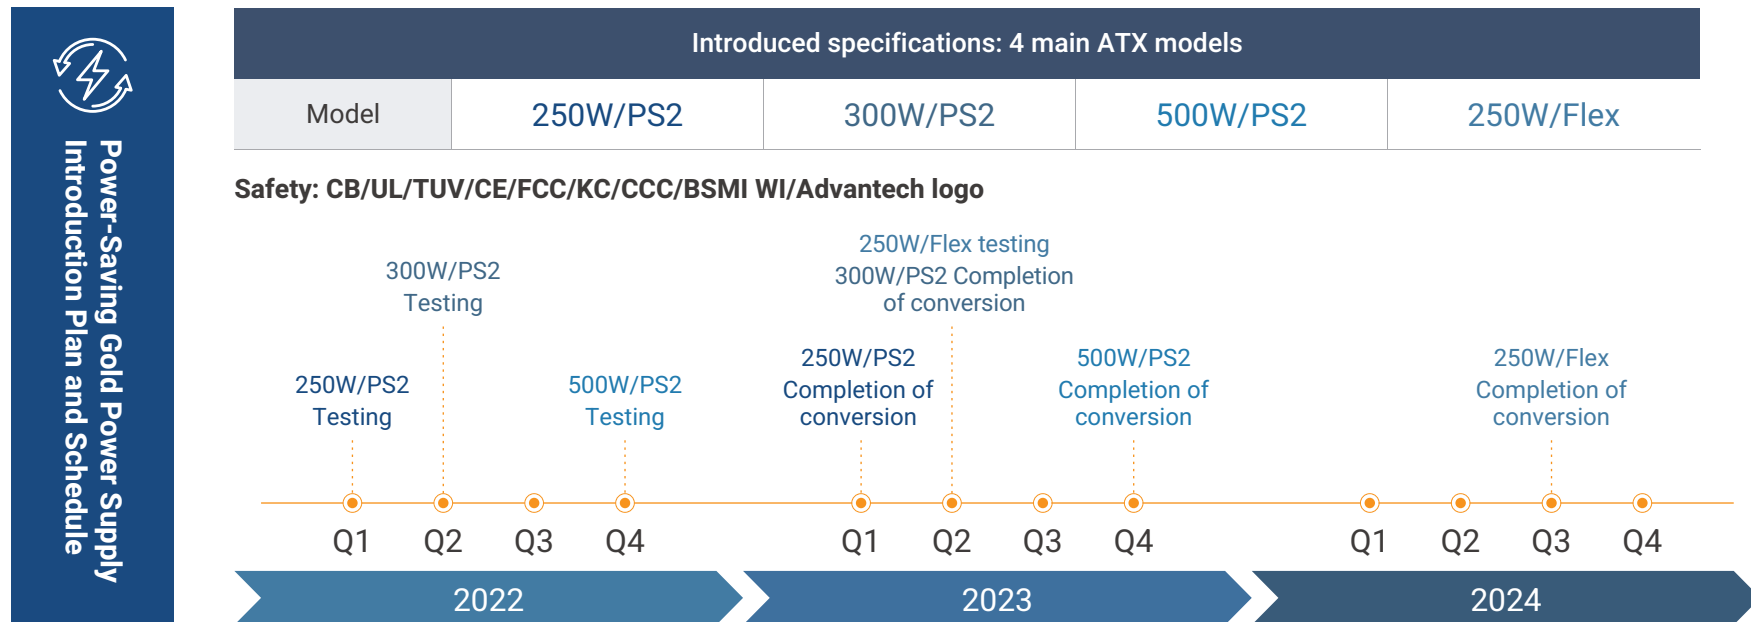 Power-Saving Gold Power Supply
Introduction Plan and Schedule
Introduced specifications: 4 main ATX models
Model
250W/PS2
300W/PS2
500W/PS2
250W/Flex
Safety: CB/UL/TUV/CE/FCC/KC/CCC/BSMI WI/Advantech logo
250W/PS2
Testing
300W/PS2
Testing
500W/PS2
Testing
250W/PS2
Completion of
conversion
250W/Flex testing
300W/PS2 Completion
of conversion
500W/PS2
Completion of
conversion
250W/Flex
Completion of
conversion
Q1
Q2
Q3
Q4
Q1
Q2
Q3
Q4
Q1
Q2
Q3
Q4
2022
2023
2024